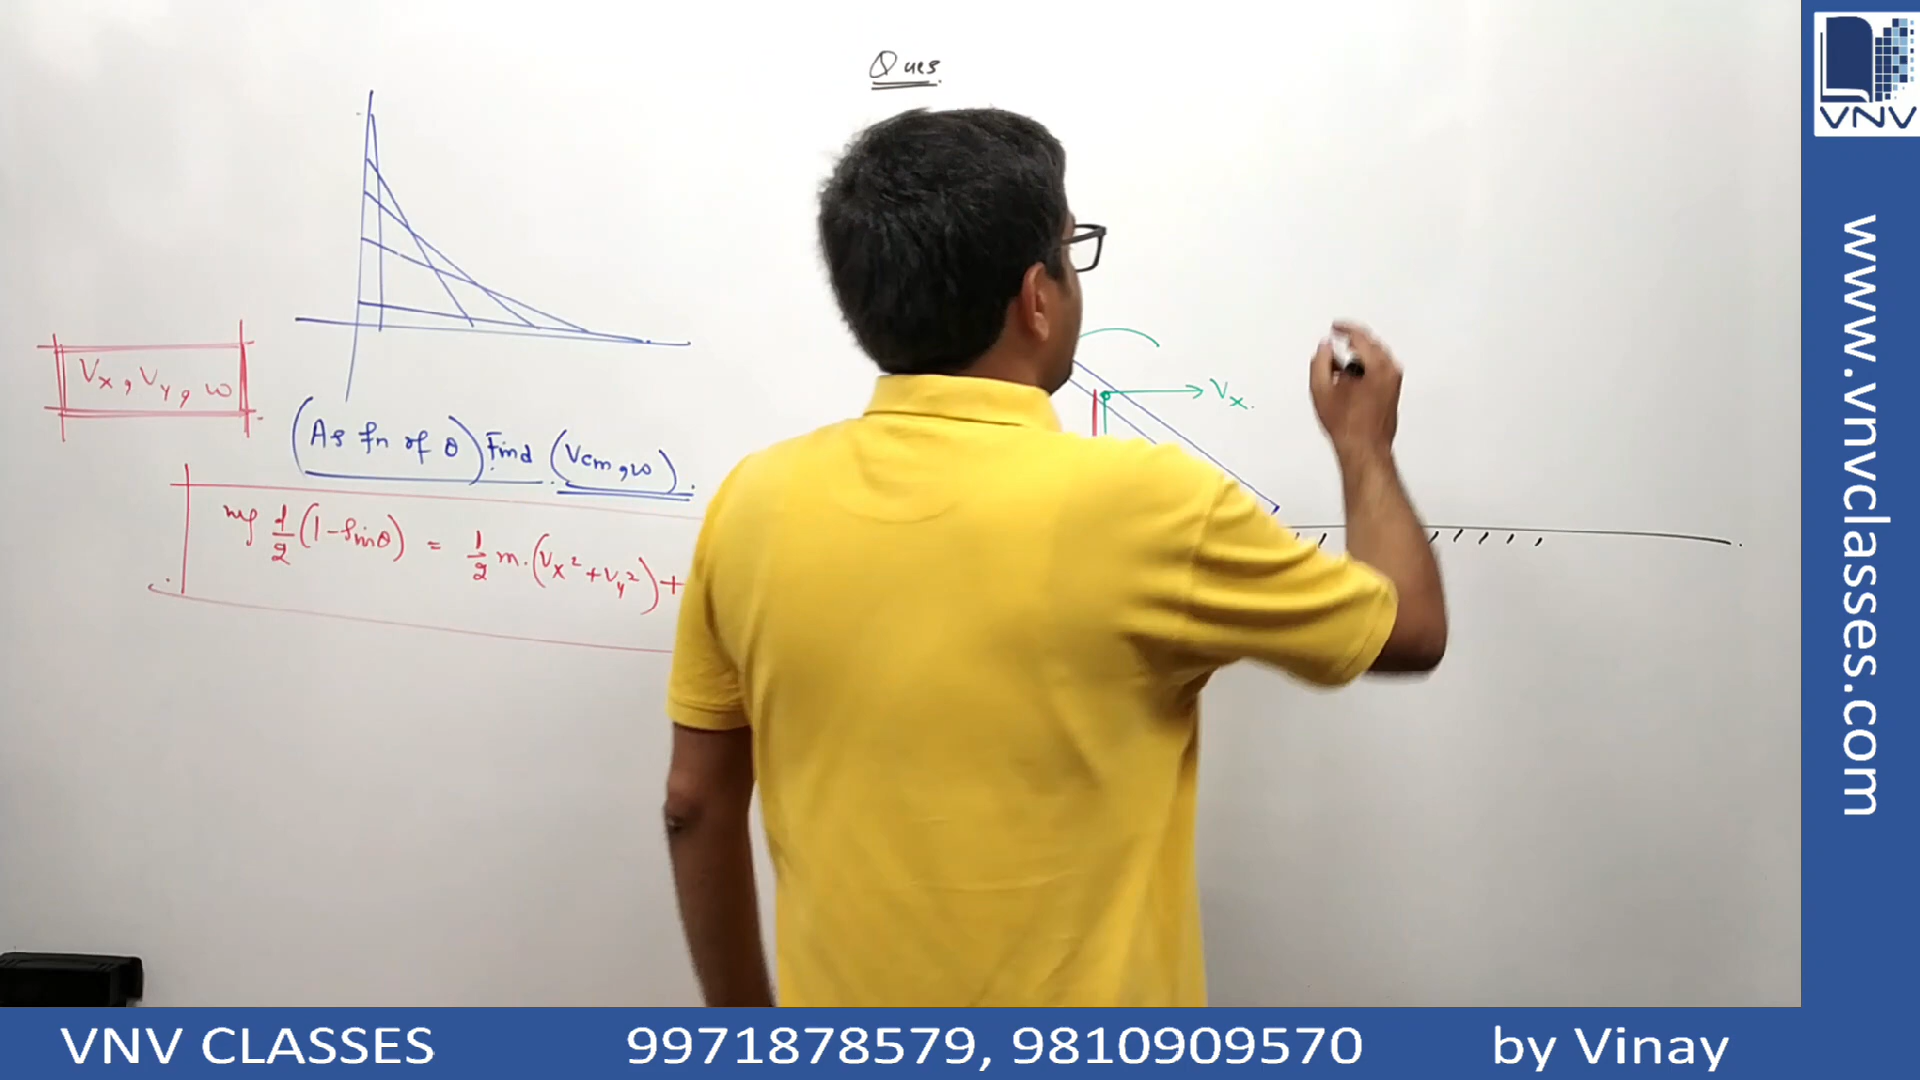 Ques.
Vx, Vy, ω
(As fn of θ) Find (Vcm, ω).
mg l/2 (1 - sinθ) = 1/2 m. (Vx² + Vy²) +
Vx.
VNV
www.vnvclasses.com
VNV CLASSES 9971878579, 9810909570 by Vinay